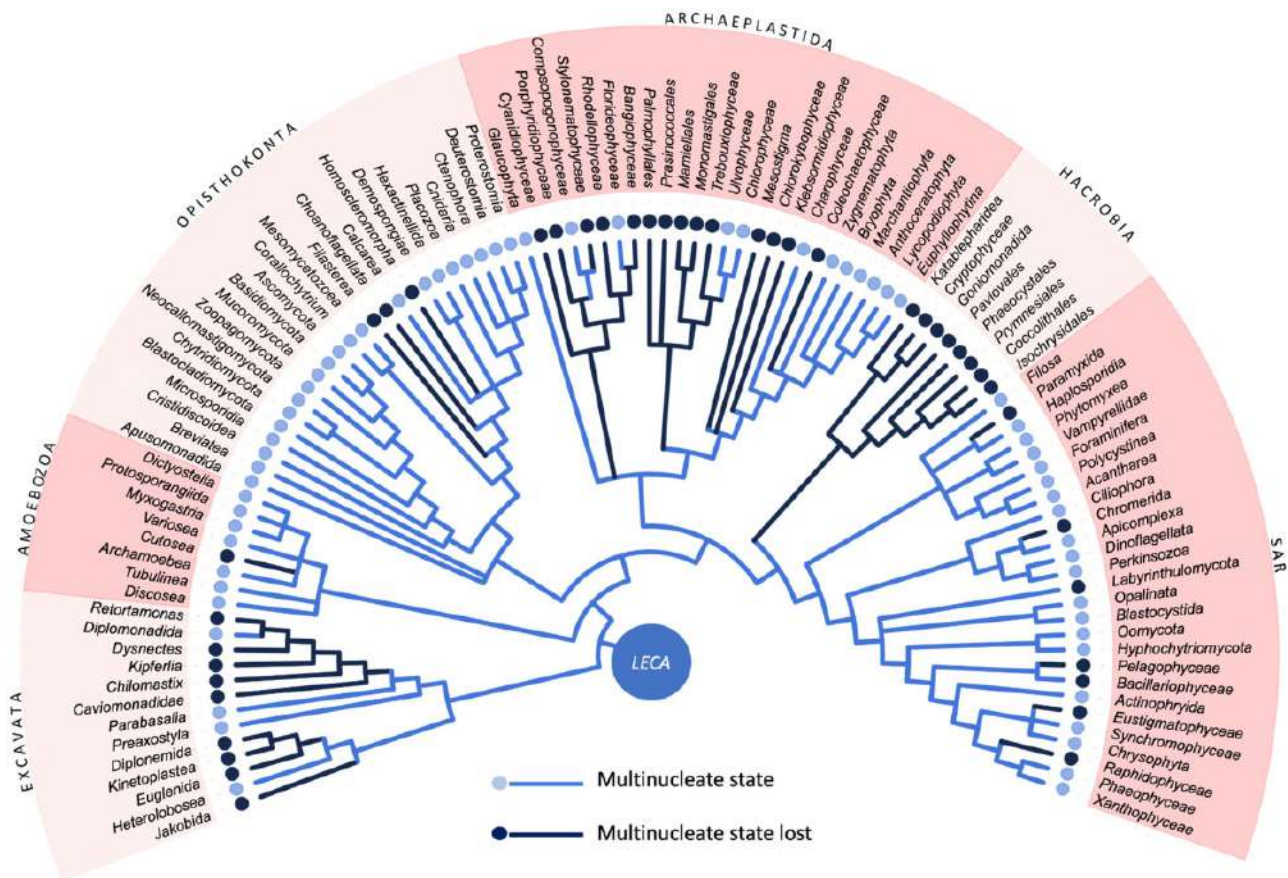 ARCHAEPLASTIDA
OPISTHOKONTA
HACROBIA
AMOEBOZOA
SAR
EXCAVATA
Jakobida
Heterolobosea
Euglenida
Kinetoplastea
Diplonemida
Preaxostyla
Parabasalia
Caviomonadidae
Chilomastix
Kipferlia
Dysnectes
Diplomonadida
Retortamonas
Discosea
Tubulinea
Archamoebea
Cutosea
Variosea
Myxogastria
Protosporangiida
Dictyostelia
Apusomonadida
Breviatea
Cristidiscoidea
Microsporidia
Blastocladiomycota
Chytridiomycota
Neocallomastigomycota
Zoopagomycota
Mucoromycota
Basidiomycota
Ascomycota
Corallochytrium
Mesomycetozoea
Filasterea
Choanoflagellata
Calcarea
Homoscleromorpha
Demospongiae
Hexactinellida
Placozoa
Cnidaria
Ctenophora
Deuterostomia
Proterostomia
Glaucophyta
Cyanidiophyceae
Porphyridiophyceae
Compsopogonophyceae
Stylonematophyceae
Rhodellophyceae
Florideophyceae
Bangiophyceae
Palmophyllales
Prasinococcales
Mamiellales
Monomastigales
Trebouxiophyceae
Ulvophyceae
Chlorophyceae
Mesostigma
Chlorokybophyceae
Klebsormidiophyceae
Charophyceae
Coleochaetophyceae
Zygnematophyta
Bryophyta
Marchantiophyta
Anthoceratophyta
Lycopodiophyta
Euphyllophytina
Katablepharidea
Cryptophyceae
Goniomonadida
Pavlovales
Phaeocystales
Prymnesiales
Coccolithales
Isochrysidales
Filosa
Paramyxida
Haplosporidia
Phytomyxea
Vampyrellidae
Foraminifera
Polycystinea
Acantharea
Ciliophora
Chromerida
Apicomplexa
Dinoflagellata
Perkinsozoa
Labyrinthulomycota
Opalinata
Blastocystida
Oomycota
Hyphochytriomycota
Pelagophyceae
Bacillariophyceae
Actinophryida
Eustigmatophyceae
Synchromophyceae
Chrysophyta
Raphidophyceae
Phaeophyceae
Xanthophyceae
LECA
Multinucleate state
Multinucleate state lost